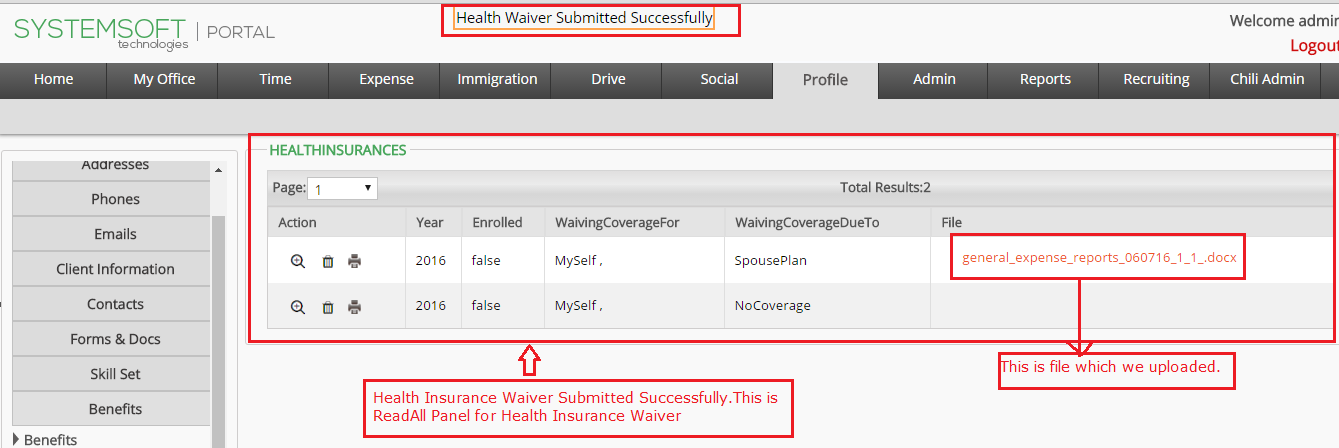 Health Waiver Submitted Successfully
Welcome admin
SYSTEMSOFT
technologies
PORTAL
Logout
Home My Office Time Expense Immigration Drive Social Profile Admin Reports Recruiting Chili Admin
HEALTHINSURANCES
Addresses
Phones
Emails
Client Information
Contacts
Forms & Docs
Skill Set
Benefits
Benefits
Page: 1 Total Results:2
Action Year Enrolled WaivingCoverageFor WaivingCoverageDueTo File
2016 false MySelf , SpousePlan general_expense_reports_060716_1_1_.docx
2016 false MySelf , NoCoverage
This is file which we uploaded.
Health Insurance Waiver Submitted Successfully.This is
ReadAll Panel for Health Insurance Waiver